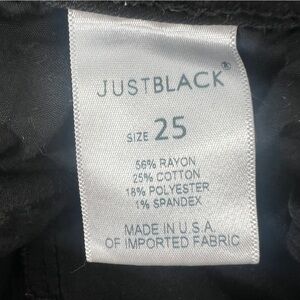 JUSTBLACK®
SIZE 25
56% RAYON
25% COTTON
18% POLYESTER
1% SPANDEX
MADE IN U.S.A.
OF IMPORTED FABRIC